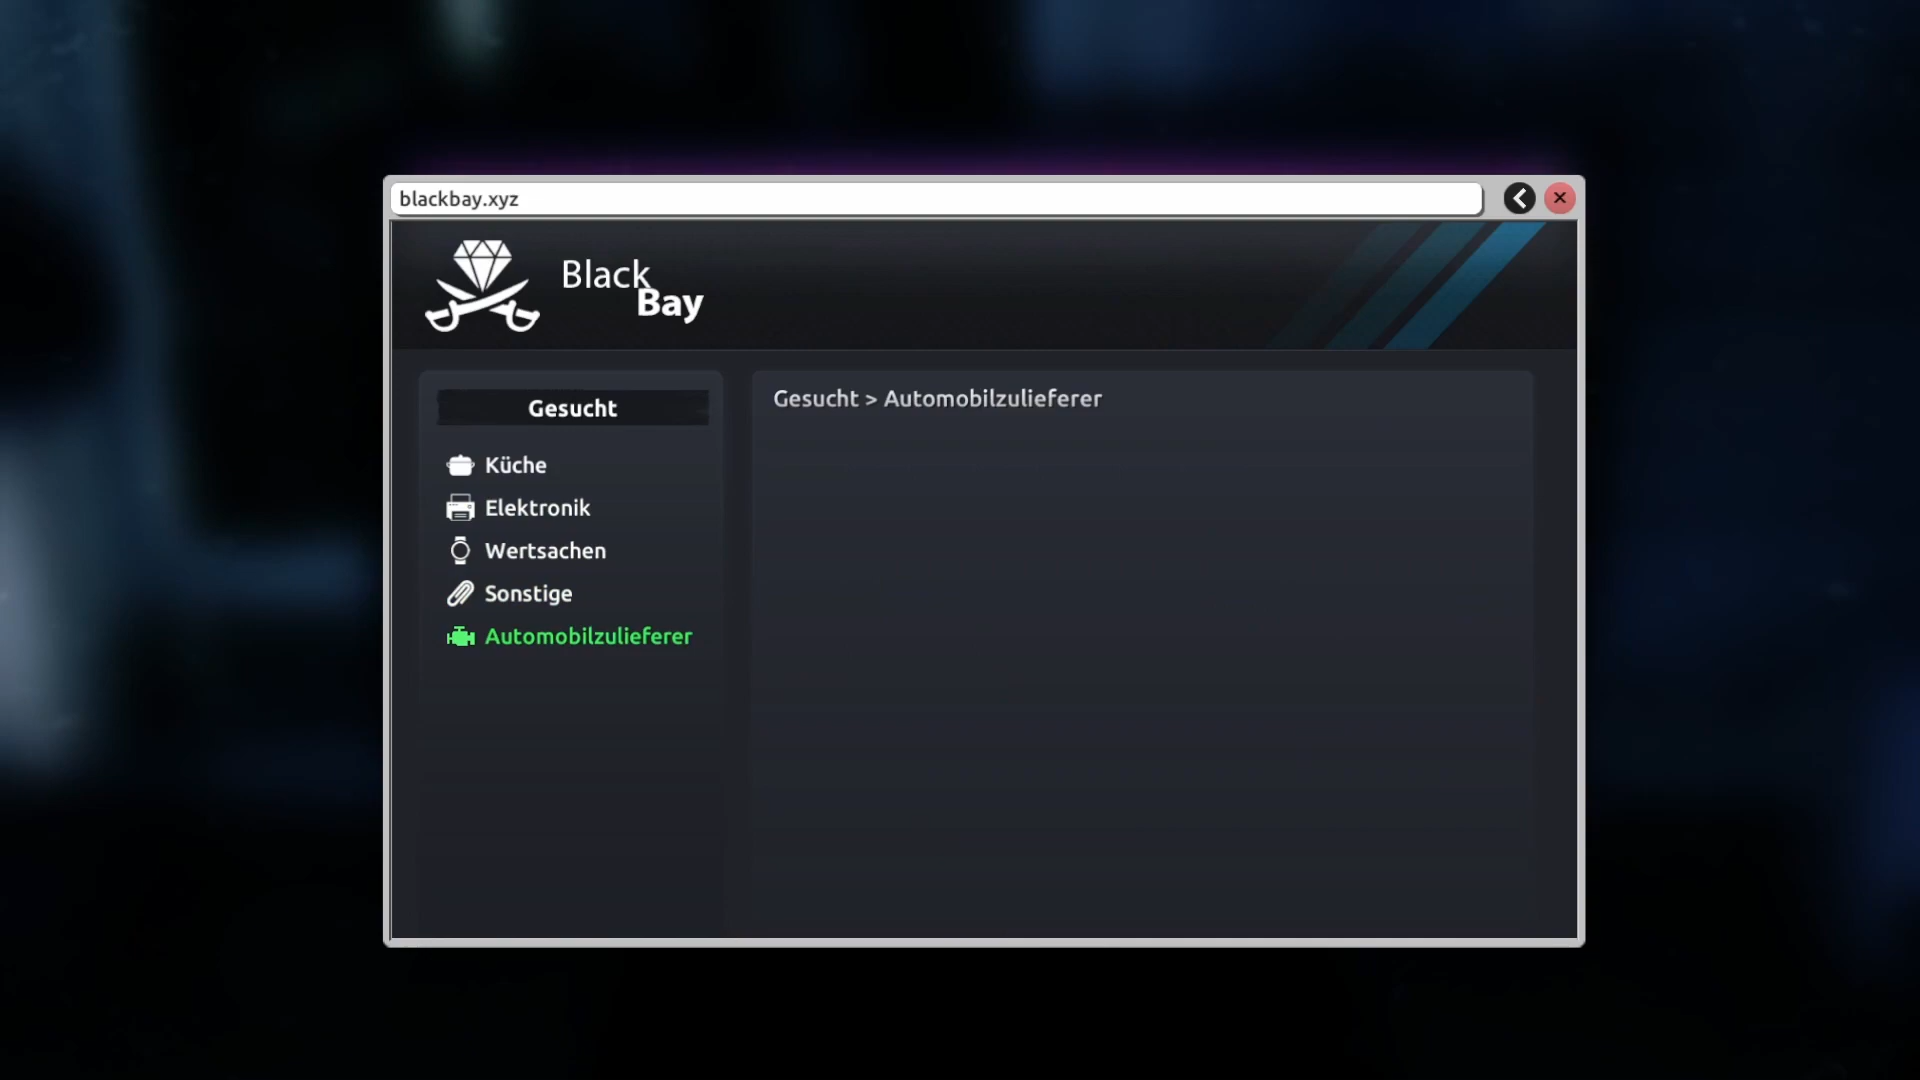 blackbay.xyz
Black
Bay
Gesucht
Küche
Elektronik
Wertsachen
Sonstige
Automobilzulieferer
Gesucht > Automobilzulieferer